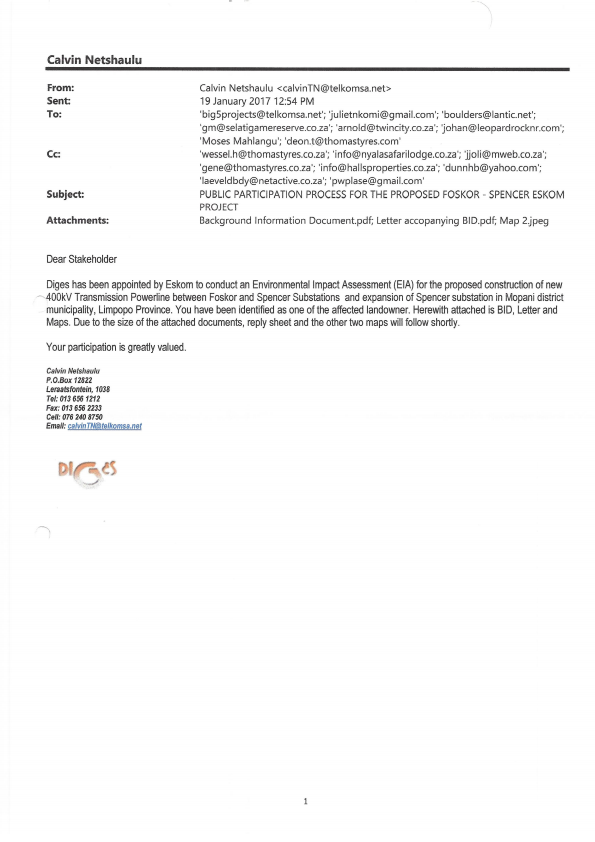 Calvin Netshaulu
From: Calvin Netshaulu <calvinTN@telkomsa.net>
Sent: 19 January 2017 12:54 PM
To: 'big5projects@telkomsa.net'; 'julietnkomi@gmail.com'; 'boulders@lantic.net';
'gm@selatigamereserve.co.za'; 'arnold@twincity.co.za'; 'johan@leopardrocknr.com';
'Moses Mahlangu'; 'deon.t@thomastyres.com'
Cc: 'wessel.h@thomastyres.co.za'; 'info@nyalasafarilodge.co.za'; 'jjoli@mweb.co.za';
'gene@thomastyres.co.za'; 'info@hallsproperties.co.za'; 'dunnhb@yahoo.com';
'laeveldbdy@netactive.co.za'; 'pwplase@gmail.com'
Subject: PUBLIC PARTICIPATION PROCESS FOR THE PROPOSED FOSKOR - SPENCER ESKOM
PROJECT
Attachments: Background Information Document.pdf; Letter accopanying BID.pdf; Map 2.jpeg
Dear Stakeholder
Diges has been appointed by Eskom to conduct an Environmental Impact Assessment (EIA) for the proposed construction of new
400kV Transmission Powerline between Foskor and Spencer Substations and expansion of Spencer substation in Mopani district
municipality, Limpopo Province. You have been identified as one of the affected landowner. Herewith attached is BID, Letter and
Maps. Due to the size of the attached documents, reply sheet and the other two maps will follow shortly.
Your participation is greatly valued.
Calvin Netshaulu
P.O.Box 12822
Leraatsfontein, 1038
Tel: 013 656 1212
Fax: 013 656 2233
Cell: 076 240 8750
Email: calvinTN@telkomsa.net
DIGES
1